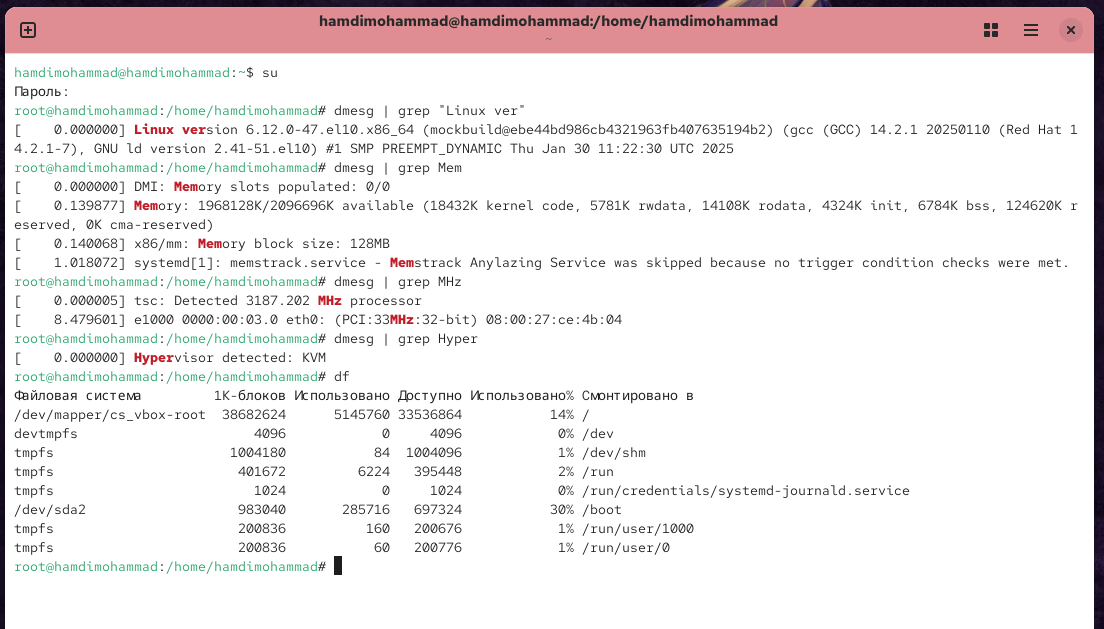 hamdimohammad@hamdimohammad:/home/hamdimohammad
~
hamdimohammad@hamdimohammad:~$ su
Пароль:
root@hamdimohammad:/home/hamdimohammad# dmesg | grep "Linux ver"
[    0.000000] Linux version 6.12.0-47.el10.x86_64 (mockbuild@ebe44bd986cb4321963fb407635194b2) (gcc (GCC) 14.2.1 20250110 (Red Hat 1
4.2.1-7), GNU ld version 2.41-51.el10) #1 SMP PREEMPT_DYNAMIC Thu Jan 30 11:22:30 UTC 2025
root@hamdimohammad:/home/hamdimohammad# dmesg | grep Mem
[    0.000000] DMI: Memory slots populated: 0/0
[    0.139877] Memory: 1968128K/2096696K available (18432K kernel code, 5781K rwdata, 14108K rodata, 4324K init, 6784K bss, 124620K r
eserved, 0K cma-reserved)
[    0.140068] x86/mm: Memory block size: 128MB
[    1.018072] systemd[1]: memstrack.service - Memstrack Anylazing Service was skipped because no trigger condition checks were met.
root@hamdimohammad:/home/hamdimohammad# dmesg | grep MHz
[    0.000005] tsc: Detected 3187.202 MHz processor
[    8.479601] e1000 0000:00:03.0 eth0: (PCI:33MHz:32-bit) 08:00:27:ce:4b:04
root@hamdimohammad:/home/hamdimohammad# dmesg | grep Hyper
[    0.000000] Hypervisor detected: KVM
root@hamdimohammad:/home/hamdimohammad# df
Файловая система         1K-блоков Использовано Доступно Использовано% Cмонтировано в
/dev/mapper/cs_vbox-root  38682624      5145760 33536864           14% /
devtmpfs                      4096            0     4096            0% /dev
tmpfs                      1004180           84  1004096            1% /dev/shm
tmpfs                       401672         6224   395448            2% /run
tmpfs                         1024            0     1024            0% /run/credentials/systemd-journald.service
/dev/sda2                   983040       285716   697324           30% /boot
tmpfs                       200836          160   200676            1% /run/user/1000
tmpfs                       200836           60   200776            1% /run/user/0
root@hamdimohammad:/home/hamdimohammad#